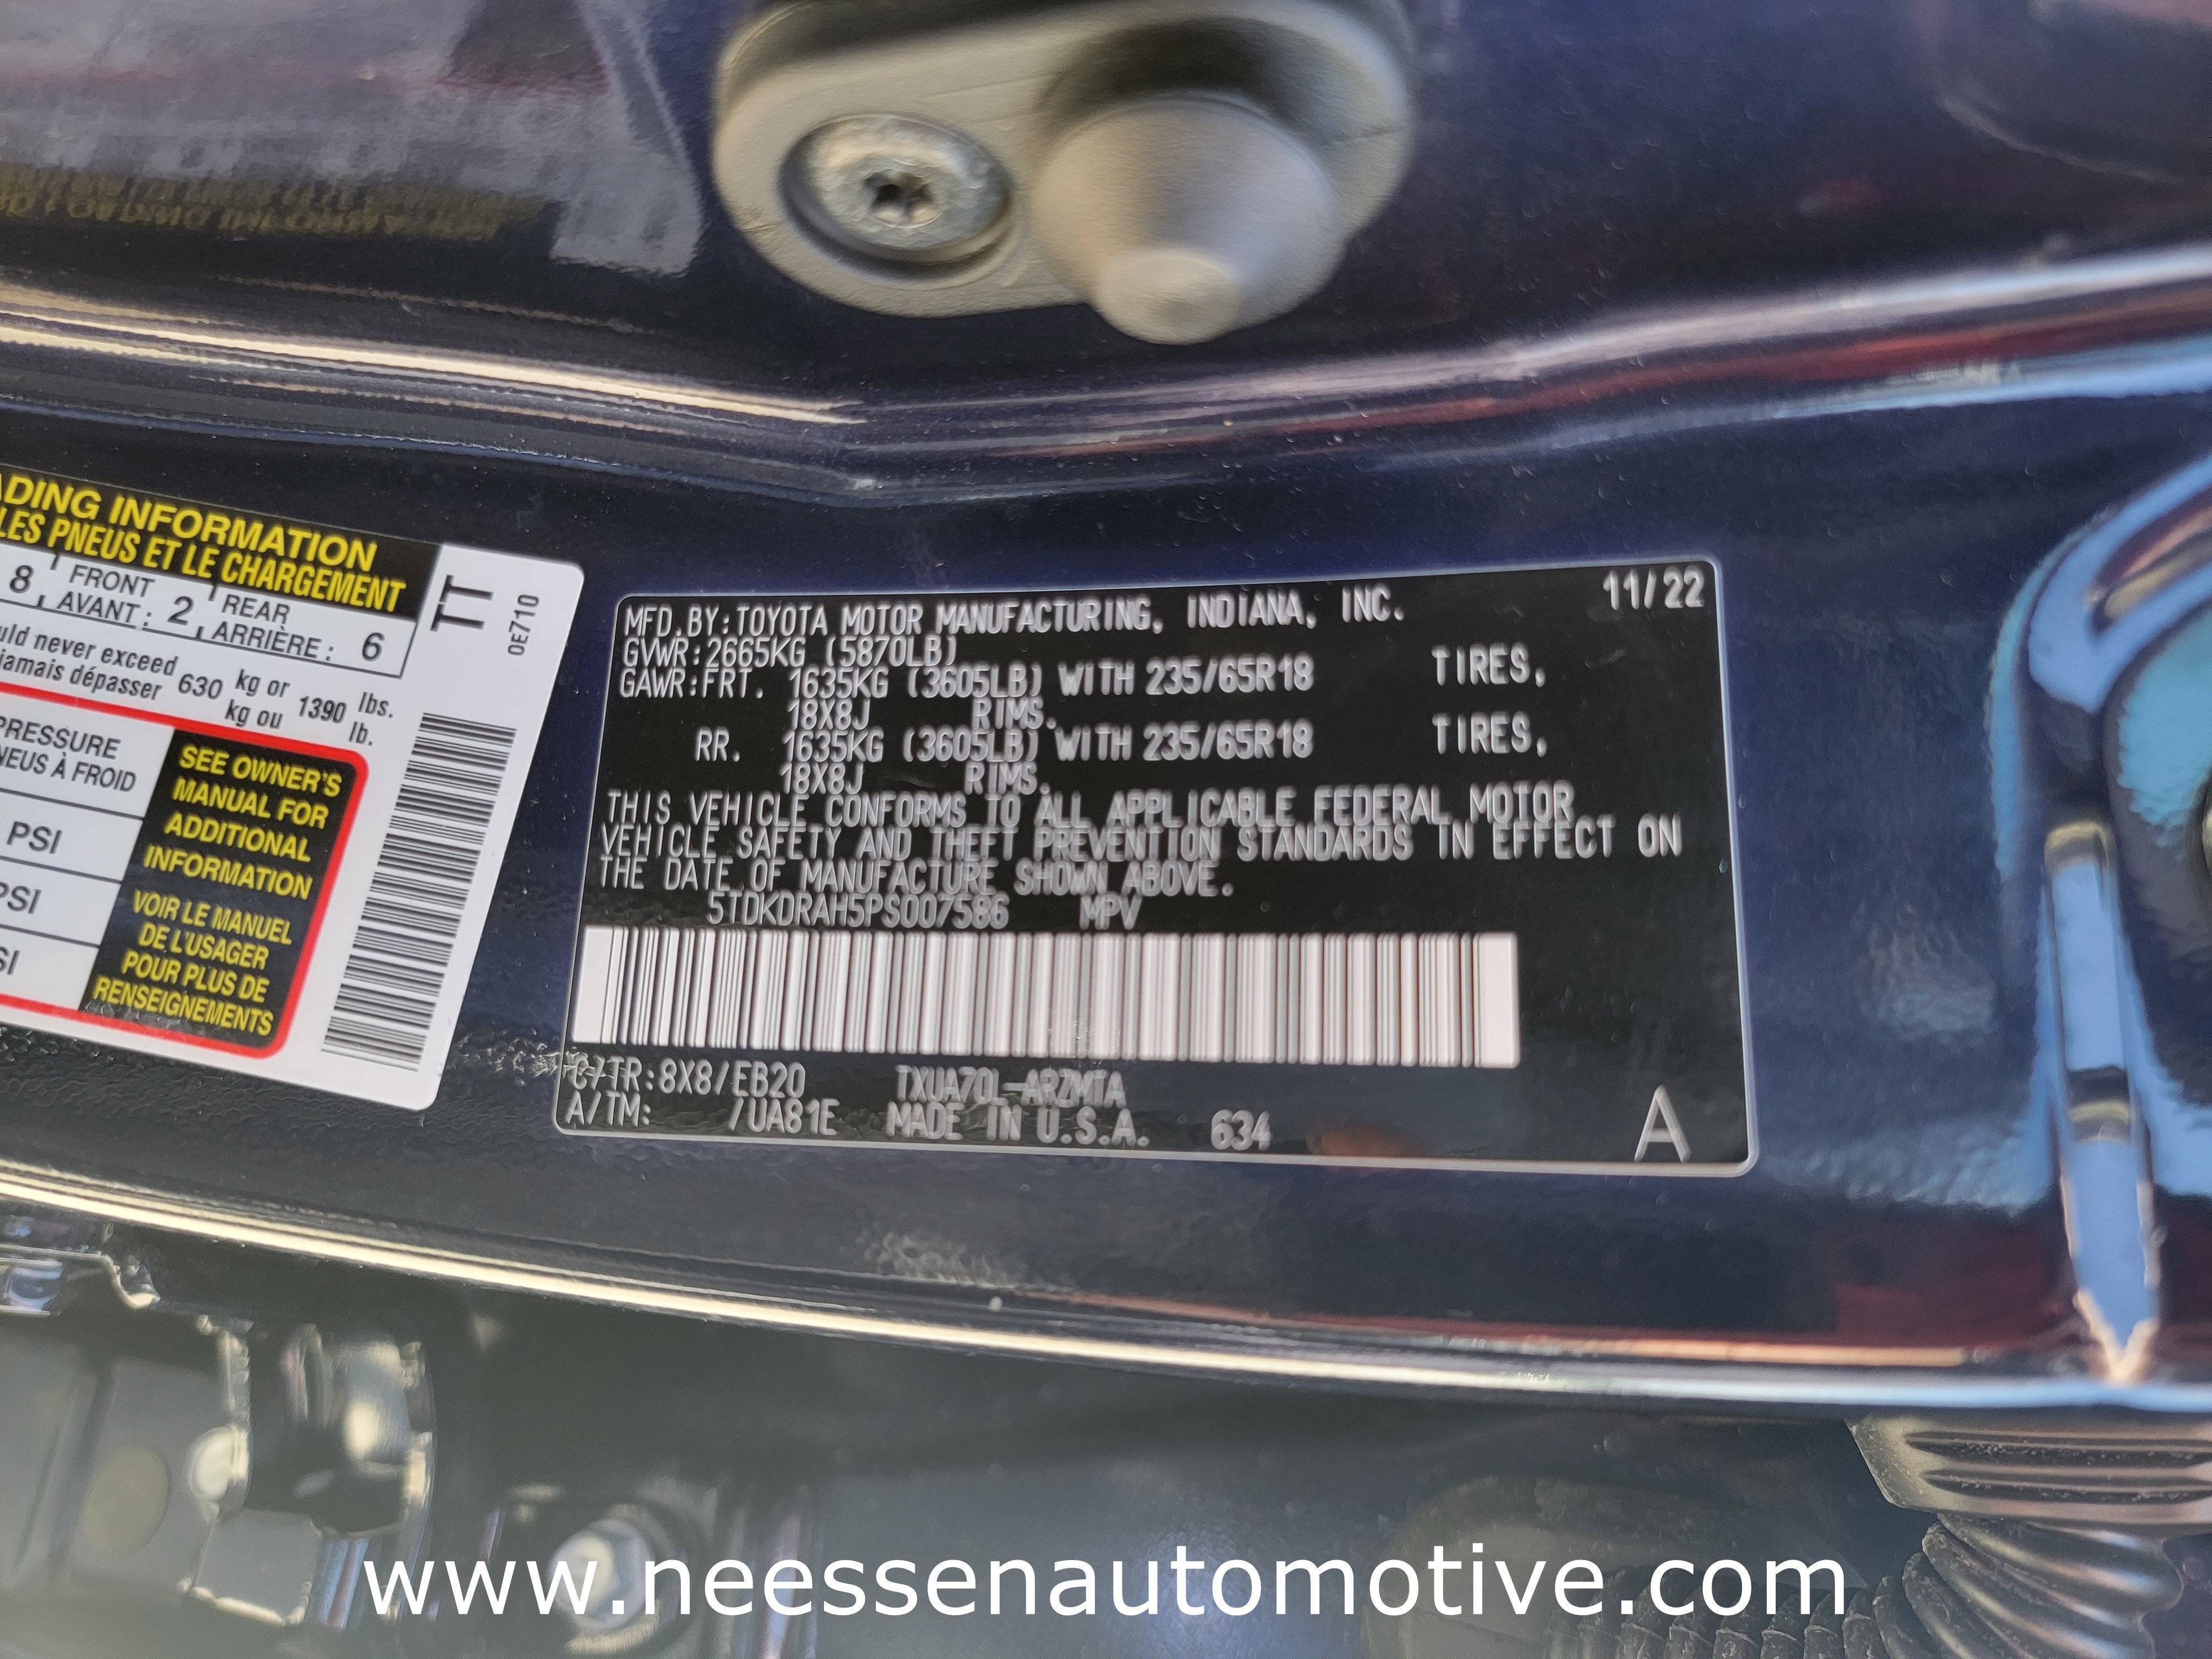 ADING INFORMATION
LES PNEUS ET LE CHARGEMENT
8 FRONT AVANT : 2 REAR ARRIÈRE : 6
uld never exceed 630 kg or 1390 lbs.
jamais dépasser kg ou lb.
PRESSURE
NEUS À FROID
PSI
PSI
SI
SEE OWNER'S
MANUAL FOR
ADDITIONAL
INFORMATION
VOIR LE MANUEL
DE L'USAGER
POUR PLUS DE
RENSEIGNEMENTS
TT
0E710
MFD.BY:TOYOTA MOTOR MANUFACTURING, INDIANA, INC. 11/22
GVWR:2665KG (5870LB)
GAWR:FRT. 1635KG (3605LB) WITH 235/65R18 TIRES,
18X8J RIMS.
RR. 1635KG (3605LB) WITH 235/65R18 TIRES,
18X8J RIMS.
THIS VEHICLE CONFORMS TO ALL APPLICABLE FEDERAL MOTOR
VEHICLE SAFETY AND THEFT PREVENTION STANDARDS IN EFFECT ON
THE DATE OF MANUFACTURE SHOWN ABOVE.
5TDKDRAH5PS007586 MPV
C/TR:8X8/EB20 TXUA70L-ARZMTA
A/TM: /UA81E MADE IN U.S.A. 634
A
www.neessenautomotive.com